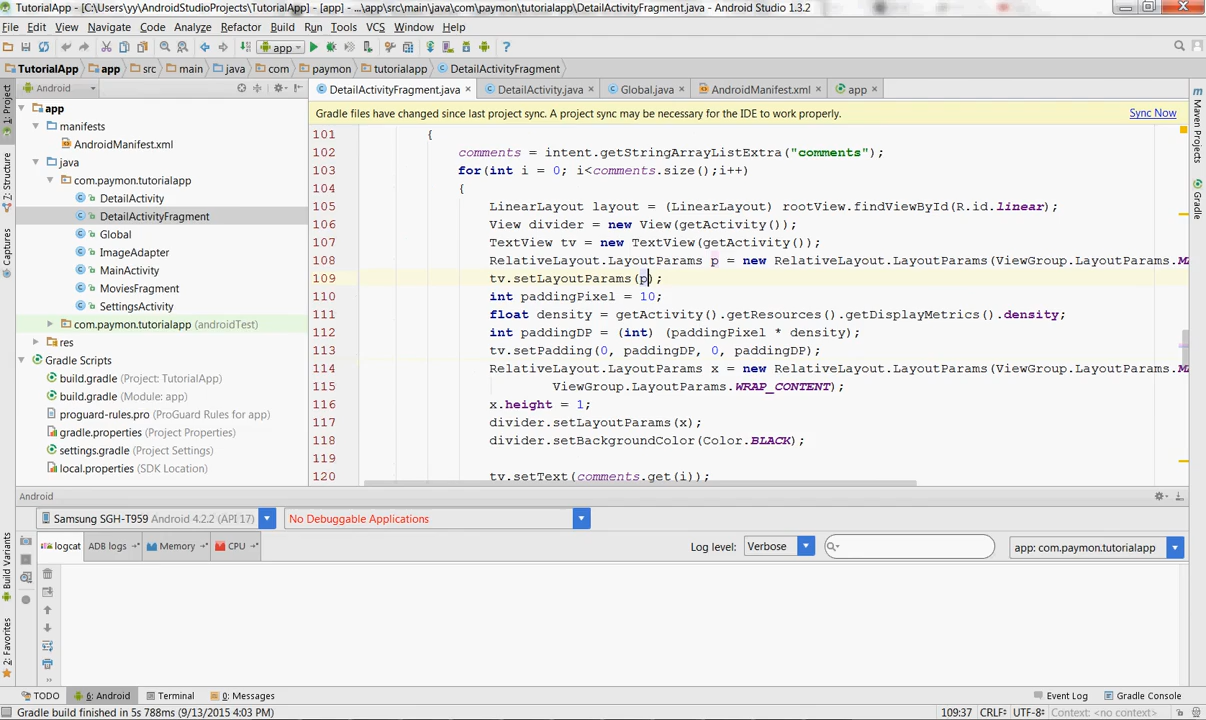 TutorialApp - [C:\Users\yy\AndroidStudioProjects\TutorialApp] - [app] - ...\app\src\main\java\com\paymon\tutorialapp\DetailActivityFragment.java - Android Studio 1.3.2
File Edit View Navigate Code Analyze Refactor Build Run Tools VCS Window Help
app
TutorialApp app src main java com paymon tutorialapp DetailActivityFragment.java
Android DetailActivityFragment.java DetailActivity.java Global.java AndroidManifest.xml app
Gradle files have changed since last project sync. A project sync may be necessary for the IDE to work properly. Sync Now
1: Project
7: Structure
Captures
Build Variants
2: Favorites
app
manifests
AndroidManifest.xml
java
com.paymon.tutorialapp
DetailActivity
DetailActivityFragment
Global
ImageAdapter
MainActivity
MoviesFragment
SettingsActivity
com.paymon.tutorialapp (androidTest)
res
Gradle Scripts
build.gradle (Project: TutorialApp)
build.gradle (Module: app)
proguard-rules.pro (ProGuard Rules for app)
gradle.properties (Project Properties)
settings.gradle (Project Settings)
local.properties (SDK Location)
101 {
102 comments = intent.getStringArrayListExtra("comments");
103 for(int i = 0; i<comments.size();i++)
104 {
105 LinearLayout layout = (LinearLayout) rootView.findViewById(R.id.linear);
106 View divider = new View(getActivity());
107 TextView tv = new TextView(getActivity());
108 RelativeLayout.LayoutParams p = new RelativeLayout.LayoutParams(ViewGroup.LayoutParams.
109 tv.setLayoutParams(p);
110 int paddingPixel = 10;
111 float density = getActivity().getResources().getDisplayMetrics().density;
112 int paddingDP = (int) (paddingPixel * density);
113 tv.setPadding(0, paddingDP, 0, paddingDP);
114 RelativeLayout.LayoutParams x = new RelativeLayout.LayoutParams(ViewGroup.LayoutParams.
115 ViewGroup.LayoutParams.WRAP_CONTENT);
116 x.height = 1;
117 divider.setLayoutParams(x);
118 divider.setBackgroundColor(Color.BLACK);
119
120 tv.setText(comments.get(i));
Maven Projects
Gradle
Android
Samsung SGH-T959 Android 4.2.2 (API 17) No Debuggable Applications
logcat ADB logs Memory CPU Log level: Verbose app: com.paymon.tutorialapp
TODO 6: Android Terminal 0: Messages Event Log Gradle Console
Gradle build finished in 5s 788ms (9/13/2015 4:03 PM) 109:37 CRLF UTF-8 Context: <no context>